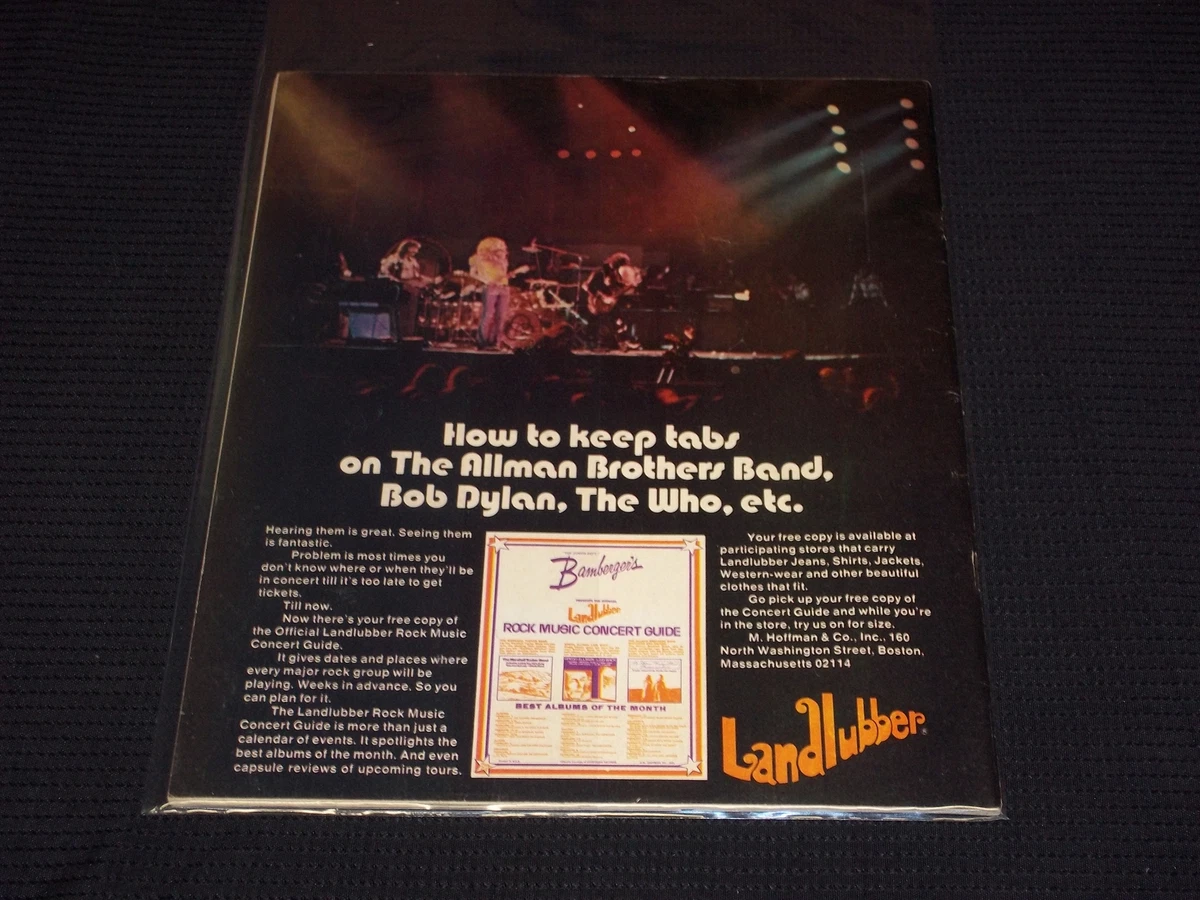 How to keep tabs
on The Allman Brothers Band,
Bob Dylan, The Who, etc.
Hearing them is great. Seeing them
is fantastic.
Problem is most times you
don't know where or when they'll be
in concert till it's too late to get
tickets.
Till now.
Now there's your free copy of
the Official Landlubber Rock Music
Concert Guide.
It gives dates and places where
every major rock group will be
playing. Weeks in advance. So you
can plan for it.
The Landlubber Rock Music
Concert Guide is more than just a
calendar of events. It spotlights the
best albums of the month. And even
capsule reviews of upcoming tours.
Bamberger's
Landlubber
ROCK MUSIC CONCERT GUIDE
BEST ALBUMS OF THE MONTH
Your free copy is available at
participating stores that carry
Landlubber Jeans, Shirts, Jackets,
Western-wear and other beautiful
clothes that fit.
Go pick up your free copy of
the Concert Guide and while you're
in the store, try us on for size.
M. Hoffman & Co., Inc., 160
North Washington Street, Boston,
Massachusetts 02114
Landlubber®